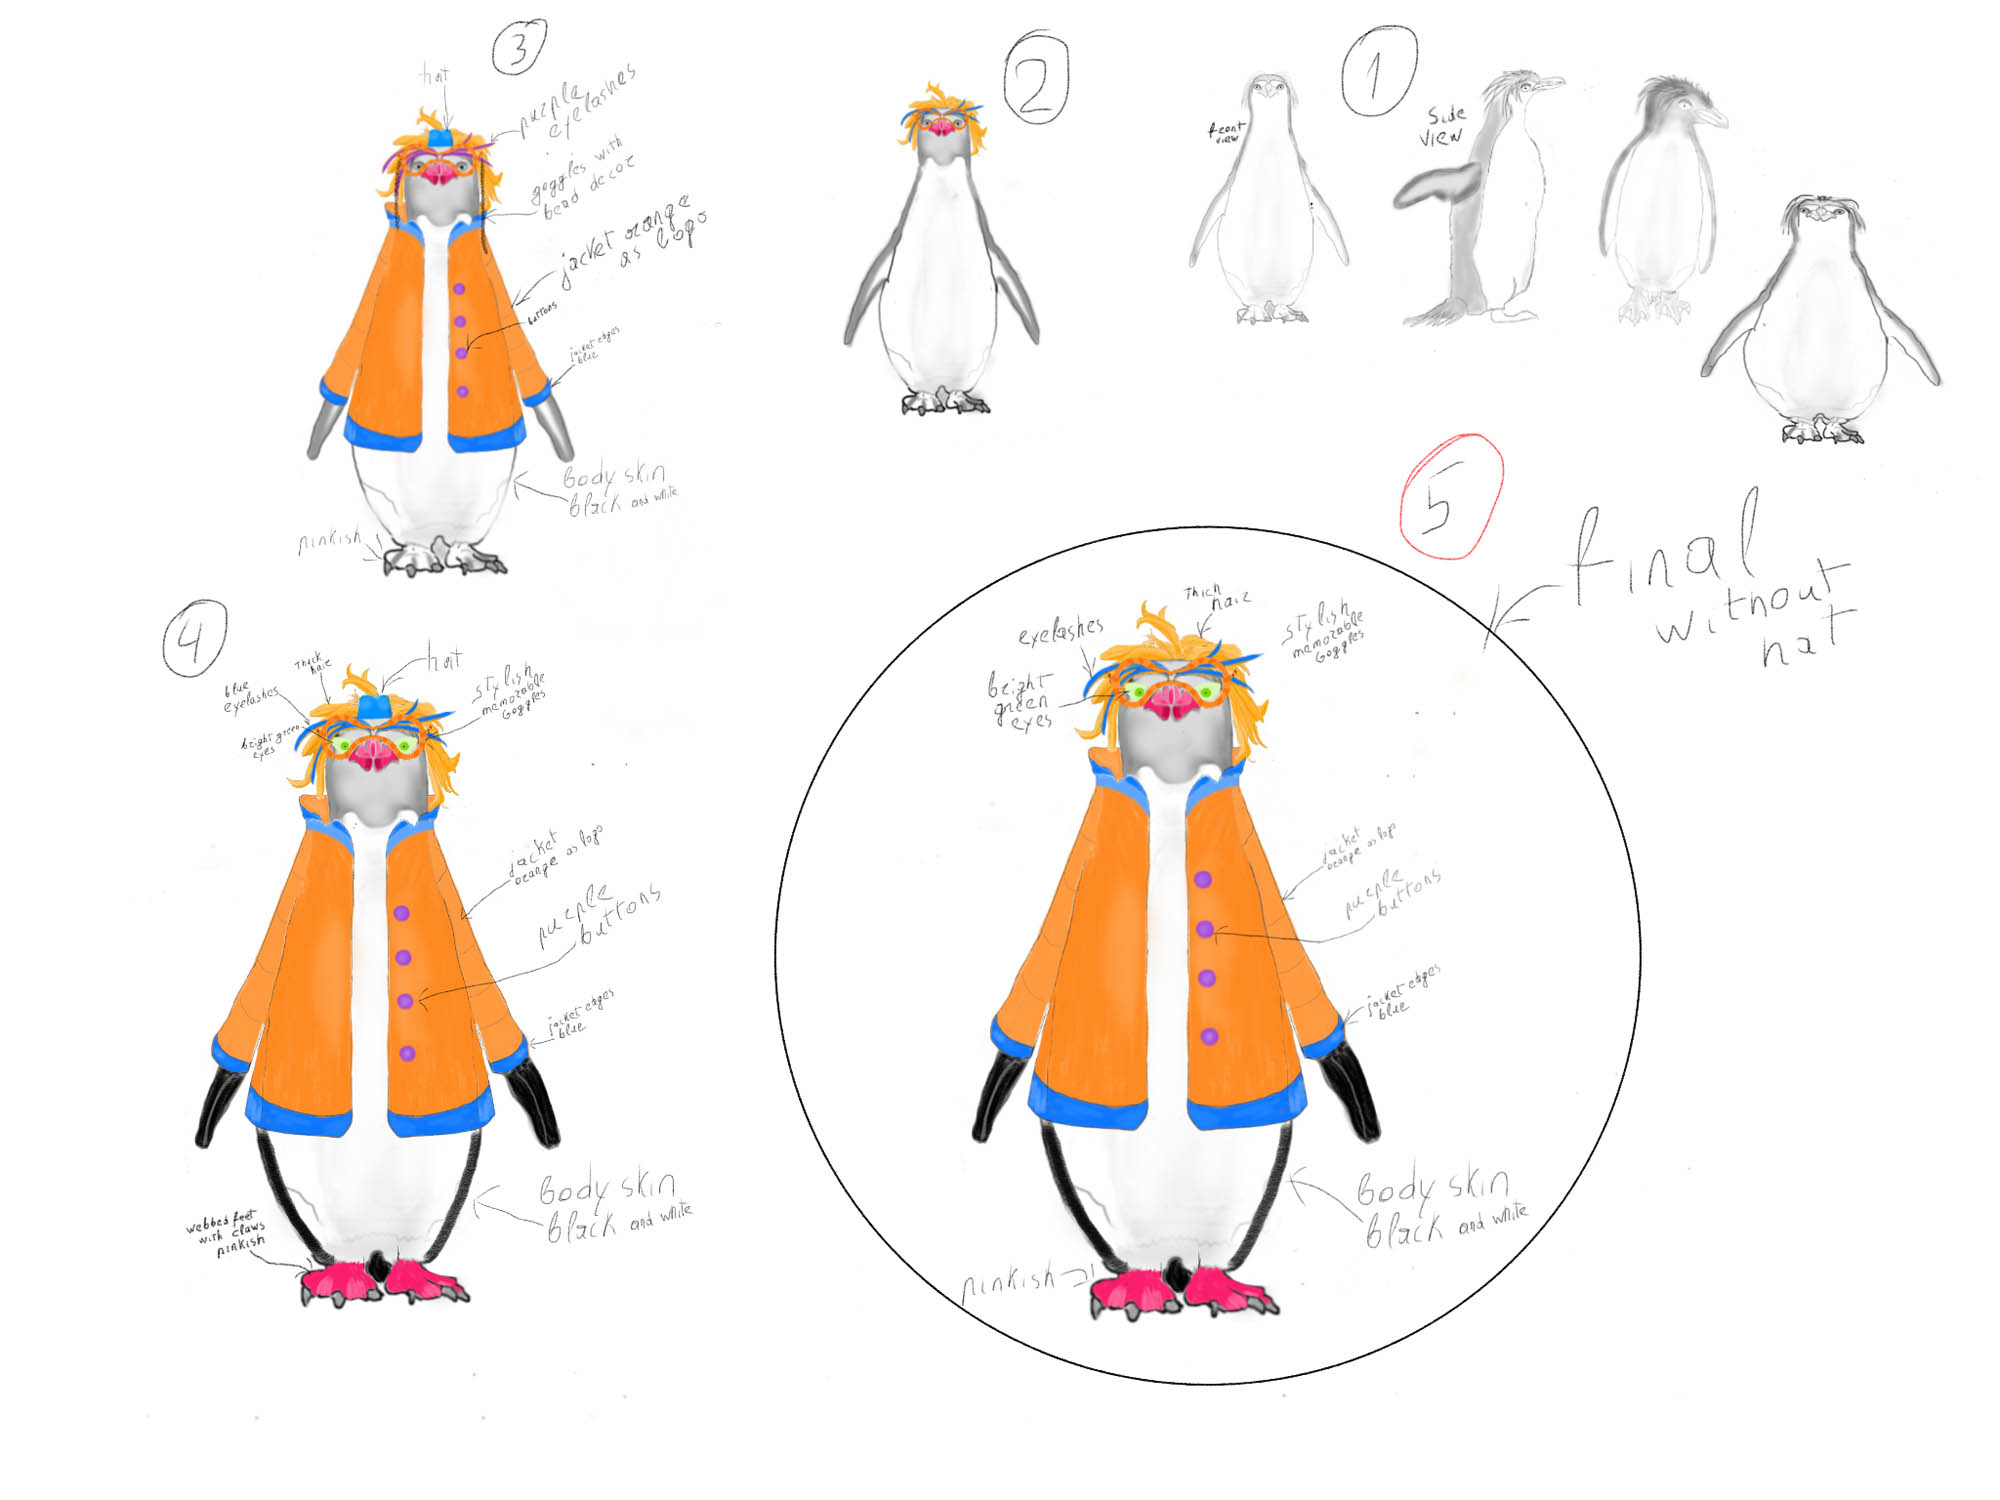 3
hat
purple
eyelashes
goggles with
bead decor
jacket orange
as logo
buttons
jacket edges
blue
Body skin
black and white
pinkish
2
1
front
view
Side
view
4
Thick
hair
hat
blue
eyelashes
stylish
memorable
Goggles
bright green
eyes
jacket
orange as logo
purple
buttons
jacket edges
blue
Body skin
black and white
webbed feet
with claws
pinkish
5
final
without
hat
Thick
hair
eyelashes
stylish
memorable
Goggles
bright
green
eyes
jacket
orange as logo
purple
buttons
jacket edges
blue
Body skin
black and white
pinkish